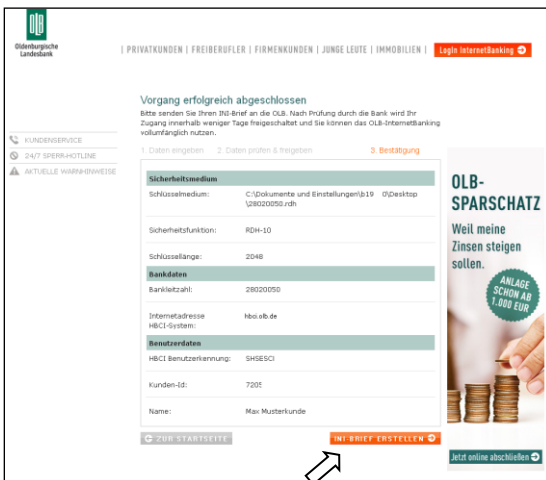 OLB
Oldenburgische
Landesbank
| PRIVATKUNDEN | FREIBERUFLER | FIRMENKUNDEN | JUNGE LEUTE | IMMOBILIEN |
Login InternetBanking
KUNDENSERVICE
24/7 SPERR-HOTLINE
AKTUELLE WARNHINWEISE
Vorgang erfolgreich abgeschlossen
Bitte senden Sie Ihren INI-Brief an die OLB. Nach Prüfung durch die Bank wird Ihr
Zugang innerhalb weniger Tage freigeschaltet und Sie können das OLB-InternetBanking
vollumfänglich nutzen.
1. Daten eingeben 2. Daten prüfen & freigeben 3. Bestätigung
Sicherheitsmedium
Schlüsselmedium: C:\Dokumente und Einstellungen\b19 0\Desktop
\28020050.rdh
Sicherheitsfunktion: RDH-10
Schlüssellänge: 2048
Bankdaten
Bankleitzahl: 28020050
Internetadresse hbci.olb.de
HBCI-System:
Benutzerdaten
HBCI Benutzerkennung: SHSESCI
Kunden-Id: 7205
Name: Max Musterkunde
ZUR STARTSEITE
INI-BRIEF ERSTELLEN
OLB-
SPARSCHATZ
Weil meine
Zinsen steigen
sollen.
ANLAGE
SCHON AB
1.000 EUR
Jetzt online abschließen